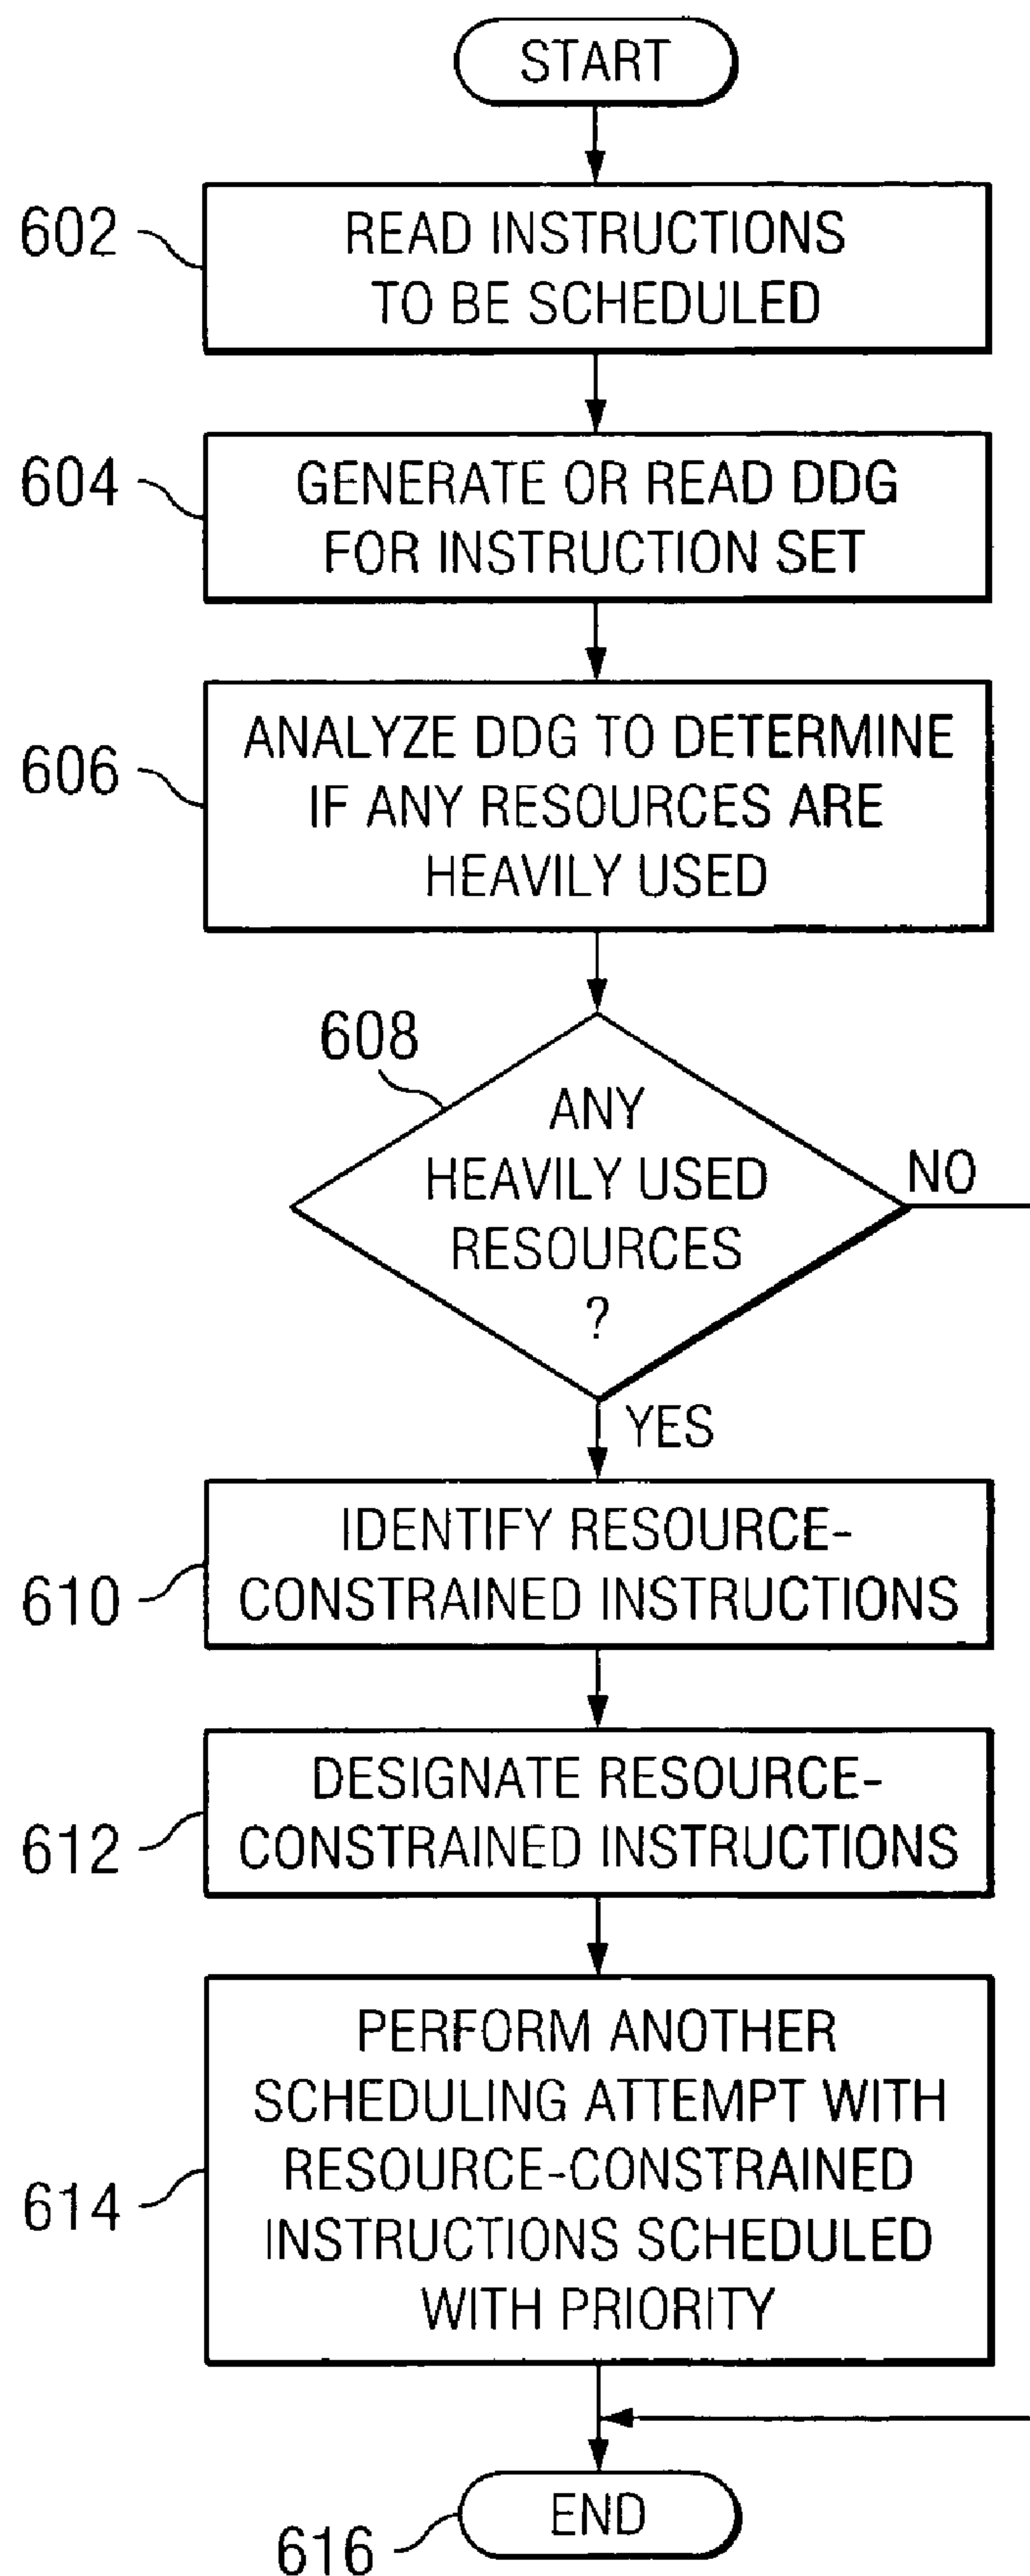 START
602
READ INSTRUCTIONS
TO BE SCHEDULED
604
GENERATE OR READ DDG
FOR INSTRUCTION SET
606
ANALYZE DDG TO DETERMINE
IF ANY RESOURCES ARE
HEAVILY USED
608
ANY
HEAVILY USED
RESOURCES
?
NO
YES
610
IDENTIFY RESOURCE-
CONSTRAINED INSTRUCTIONS
612
DESIGNATE RESOURCE-
CONSTRAINED INSTRUCTIONS
614
PERFORM ANOTHER
SCHEDULING ATTEMPT WITH
RESOURCE-CONSTRAINED
INSTRUCTIONS SCHEDULED
WITH PRIORITY
616
END